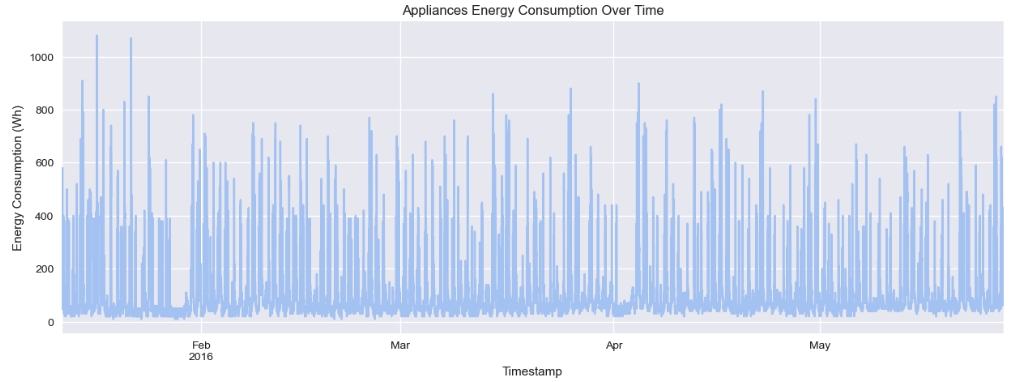 Appliances Energy Consumption Over Time
Energy Consumption (Wh)
1000
800
600
400
200
0
Feb
2016
Mar
Apr
May
Timestamp